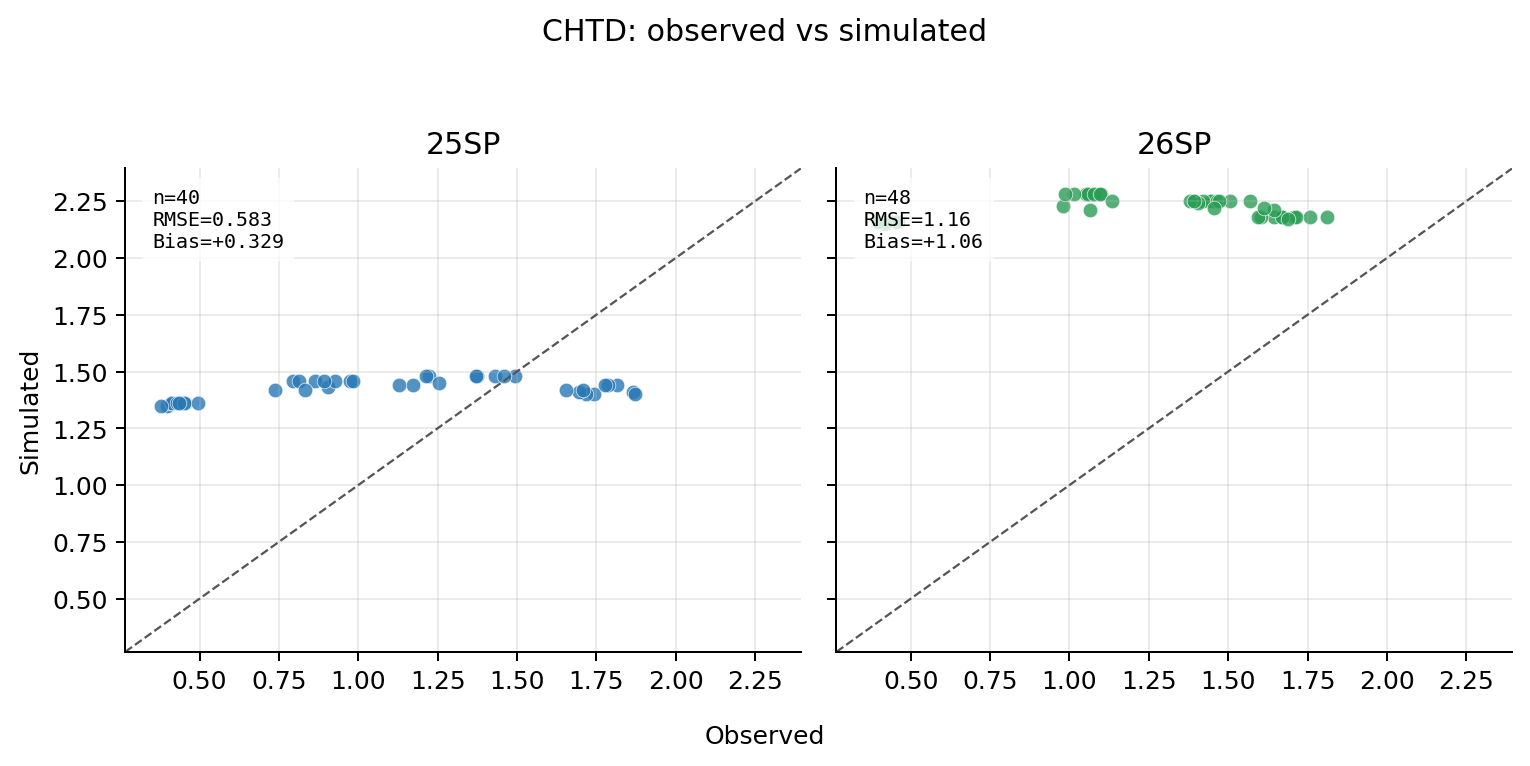 CHTD: observed vs simulated
25SP
26SP
n=40
RMSE=0.583
Bias=+0.329
n=48
RMSE=1.16
Bias=+1.06
2.25
2.00
1.75
1.50
1.25
1.00
0.75
0.50
Simulated
0.50 0.75 1.00 1.25 1.50 1.75 2.00 2.25
0.50 0.75 1.00 1.25 1.50 1.75 2.00 2.25
Observed